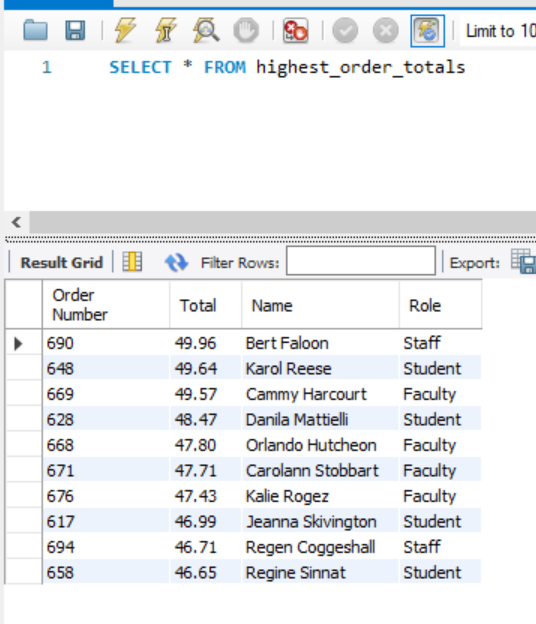 Limit to 10
1 SELECT * FROM highest_order_totals
Result Grid Filter Rows: Export:
Order Number Total Name Role
690 49.96 Bert Faloon Staff
648 49.64 Karol Reese Student
669 49.57 Cammy Harcourt Faculty
628 48.47 Danila Mattielli Student
668 47.80 Orlando Hutcheon Faculty
671 47.71 Carolann Stobbart Faculty
676 47.43 Kalie Rogez Faculty
617 46.99 Jeanna Skivington Student
694 46.71 Regen Coggeshall Staff
658 46.65 Regine Sinnat Student